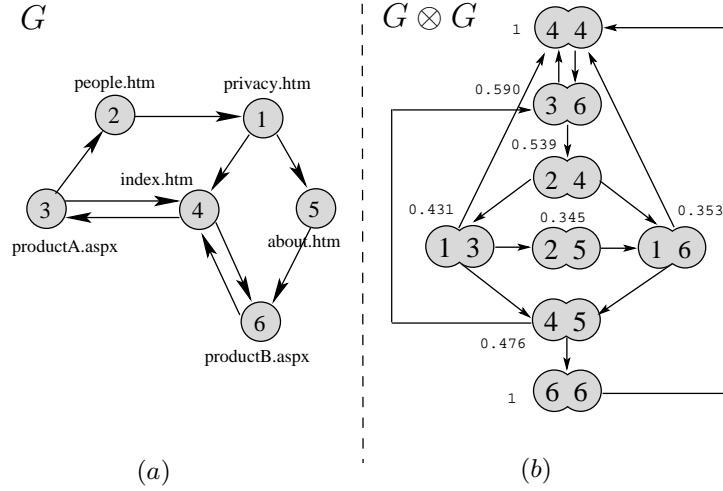 G
people.htm
privacy.htm
2
1
index.htm
3
4
5
productA.aspx
about.htm
6
productB.aspx
(a)
G ⊗ G
1
4 4
0.590
3 6
0.539
2 4
0.431
0.345
0.353
1 3
2 5
1 6
4 5
0.476
6 6
1
(b)